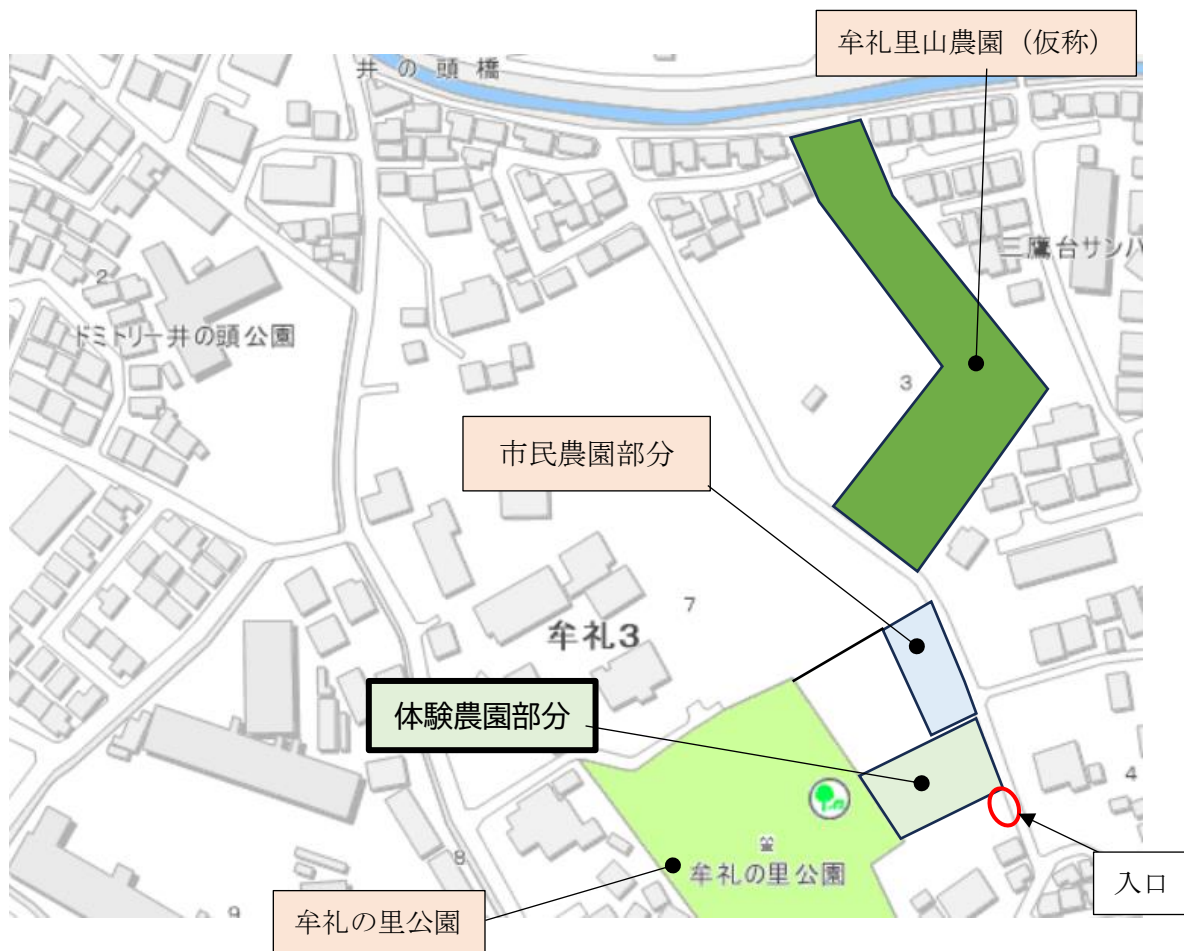 牟礼里山農園（仮称）
井の頭橋
三鷹台サンハ
2
ドミトリー井の頭公園
3
市民農園部分
7
牟礼3
体験農園部分
4
8
牟礼の里公園
入口
9
牟礼の里公園